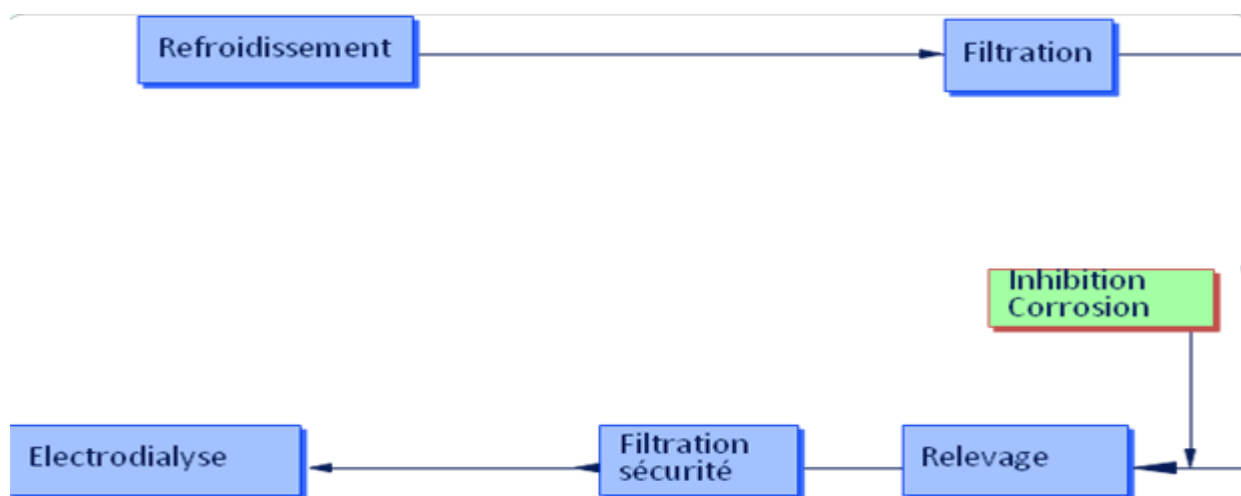 Refroidissement
Filtration
Inhibition
Corrosion
Electrodialyse
Filtration
sécurité
Relevage